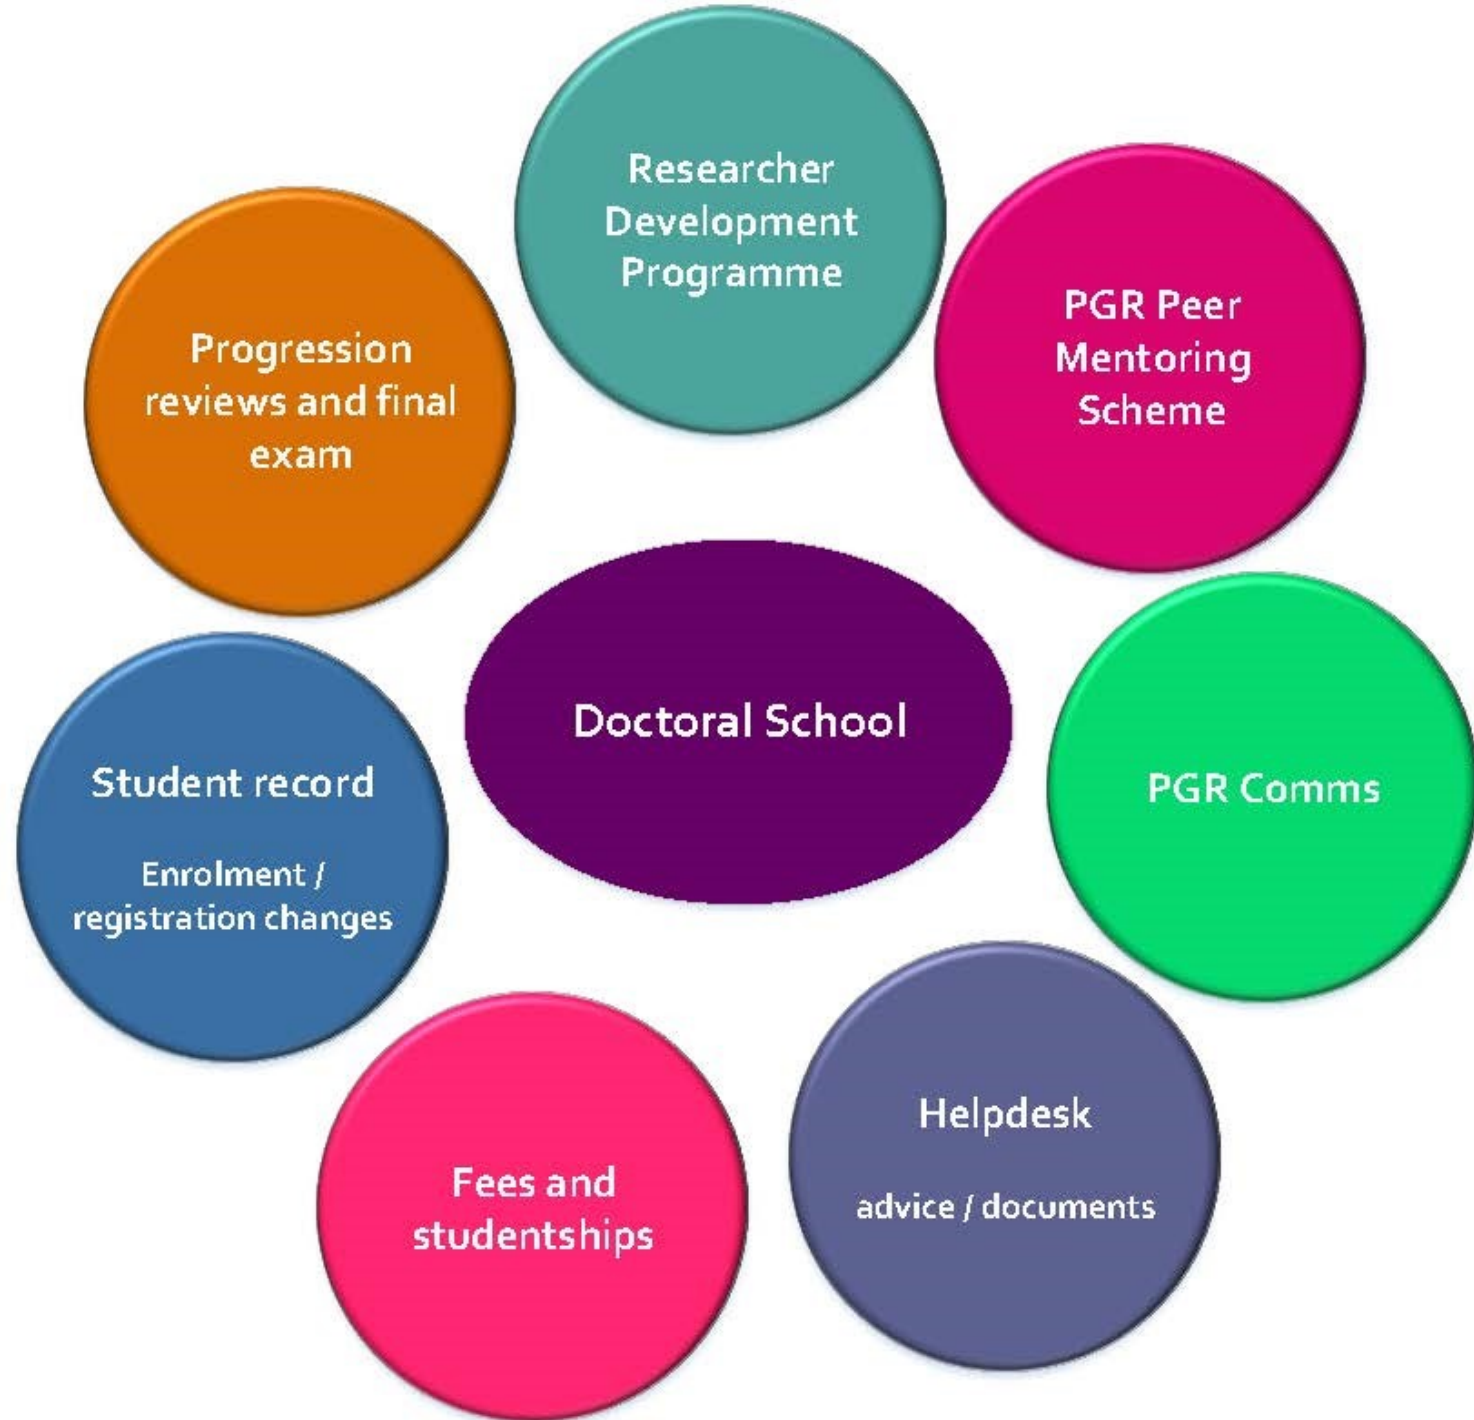 Researcher
Development
Programme
PGR Peer
Mentoring
Scheme
Progression
reviews and final
exam
Doctoral School
PGR Comms
Student record
Enrolment /
registration changes
Helpdesk
advice / documents
Fees and
studentships